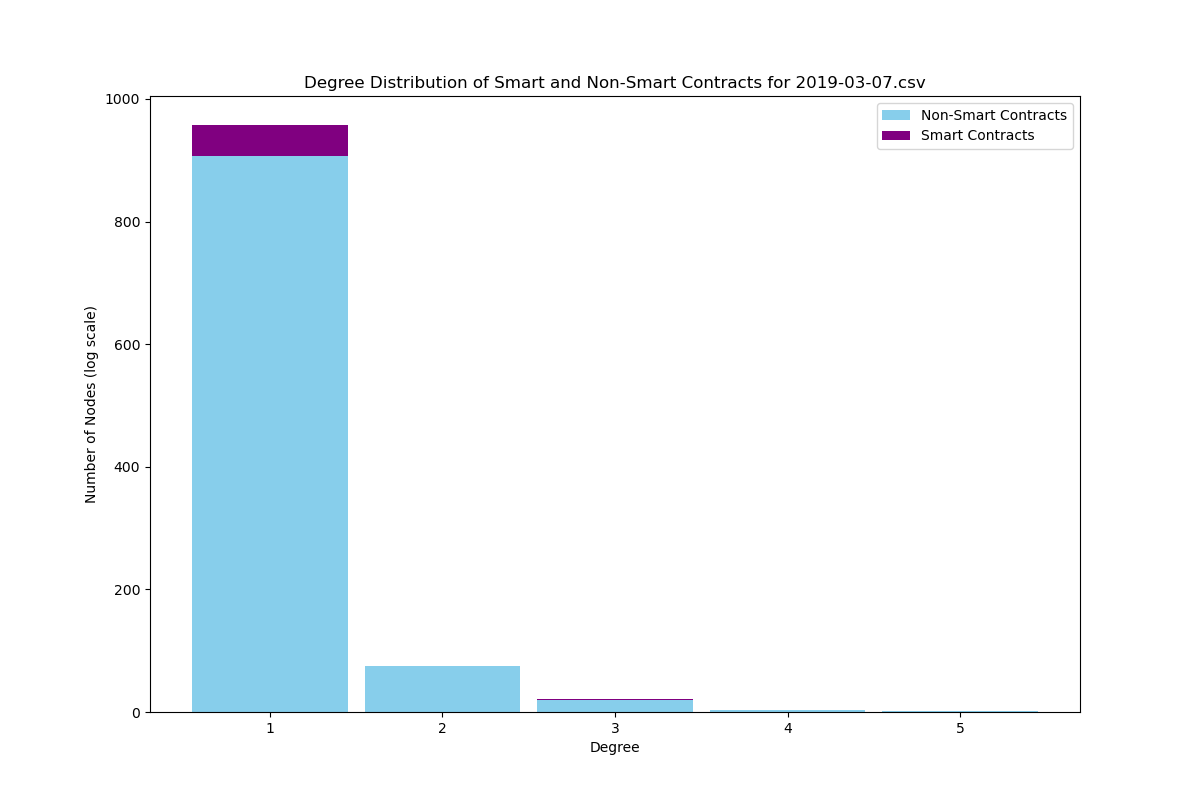 Degree Distribution of Smart and Non-Smart Contracts for 2019-03-07.csv
Non-Smart Contracts
Smart Contracts
Number of Nodes (log scale)
1000
800
600
400
200
0
1 2 3 4 5
Degree